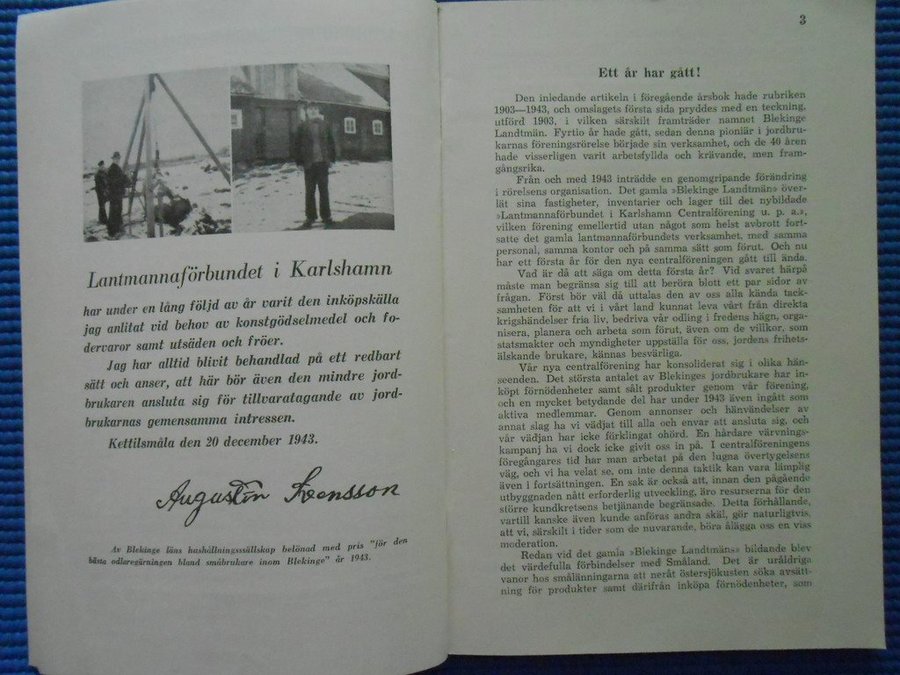 Lantmannaförbundet i Karlshamn
har under en lång följd av år varit den inköpskälla
jag anlitat vid behov av konstgödselmedel och fo-
dervaror samt utsäden och fröer.
Jag har alltid blivit behandlad på ett redbart
sätt och anser, att här bör även den mindre jord-
brukaren ansluta sig för tillvaratagande av jord-
brukarnas gemensamma intressen.
Kettilsmåla den 20 december 1943.
Augustin Svensson
Av Blekinge läns hushållningssällskap belönad med pris "för den
bästa odlaregärningen bland småbrukare inom Blekinge" år 1943.
3
Ett år har gått!
Den inledande artikeln i föregående årsbok hade rubriken
1903—1943, och omslagets första sida pryddes med en teckning,
utförd 1903, i vilken särskilt framträder namnet Blekinge
Landtmän. Fyrtio år hade gått, sedan denna pioniär i jordbru-
karnas föreningsrörelse började sin verksamhet, och de 40 åren
hade visserligen varit arbetsfyllda och krävande, men fram-
gångsrika.
Från och med 1943 inträdde en genomgripande förändring
i rörelsens organisation. Det gamla »Blekinge Landtmän» över-
lät sina fastigheter, inventarier och lager till det nybildade
»Lantmannaförbundet i Karlshamn Centralförening u. p. a.»,
vilken förening emellertid utan något som helst avbrott fort-
satte det gamla lantmannaförbundets verksamhet, med samma
personal, samma kontor och på samma sätt som förut. Och nu
har ett första år för den nya centralföreningen gått till ända.
Vad är då att säga om detta första år? Vid svaret härpå
måste man begränsa sig till att beröra blott ett par sidor av
frågan. Först bör väl då uttalas den av oss alla kända tack-
samheten för att vi i vårt land kunnat leva vårt från direkta
krigshändelser fria liv, bedriva vår odling i fredens hägn, orga-
nisera, planera och arbeta som förut, även om de villkor, som
statsmakter och myndigheter uppställa för oss, jordens frihets-
älskande brukare, kännas besvärliga.
Vår nya centralförening har konsoliderat sig i olika hän-
seenden. Det största antalet av Blekinges jordbrukare har in-
köpt förnödenheter samt sålt produkter genom vår förening,
och en mycket betydande del har under 1943 även ingått som
aktiva medlemmar. Genom annonser och hänvändelser av
annat slag ha vi vädjat till alla och envar att ansluta sig, och
vår vädjan har icke förklingat ohörd. En hårdare värvnings-
kampanj ha vi dock icke givit oss in på. I centralföreningens
föregångares tid har man arbetat på den lugna övertygelsens
väg, och vi ha velat se, om inte denna taktik kan vara lämplig
även i fortsättningen. En sak är också att, innan den pågående
utbyggnaden nått erforderlig utveckling, äro resurserna för den
större kundkretsens betjänande begränsade. Detta förhållande,
vartill kanske även kunde anföras andra skäl, gör naturligtvis,
att vi, särskilt i tider som de nuvarande, böra ålägga oss en viss
moderation.
Redan vid det gamla »Blekinge Landtmäns» bildande blev
det värdefulla förbindelser med Småland. Det är uråldriga
vanor hos smålänningarna att neråt östersjökusten söka avsätt-
ning för produkter samt därifrån inköpa förnödenheter, som